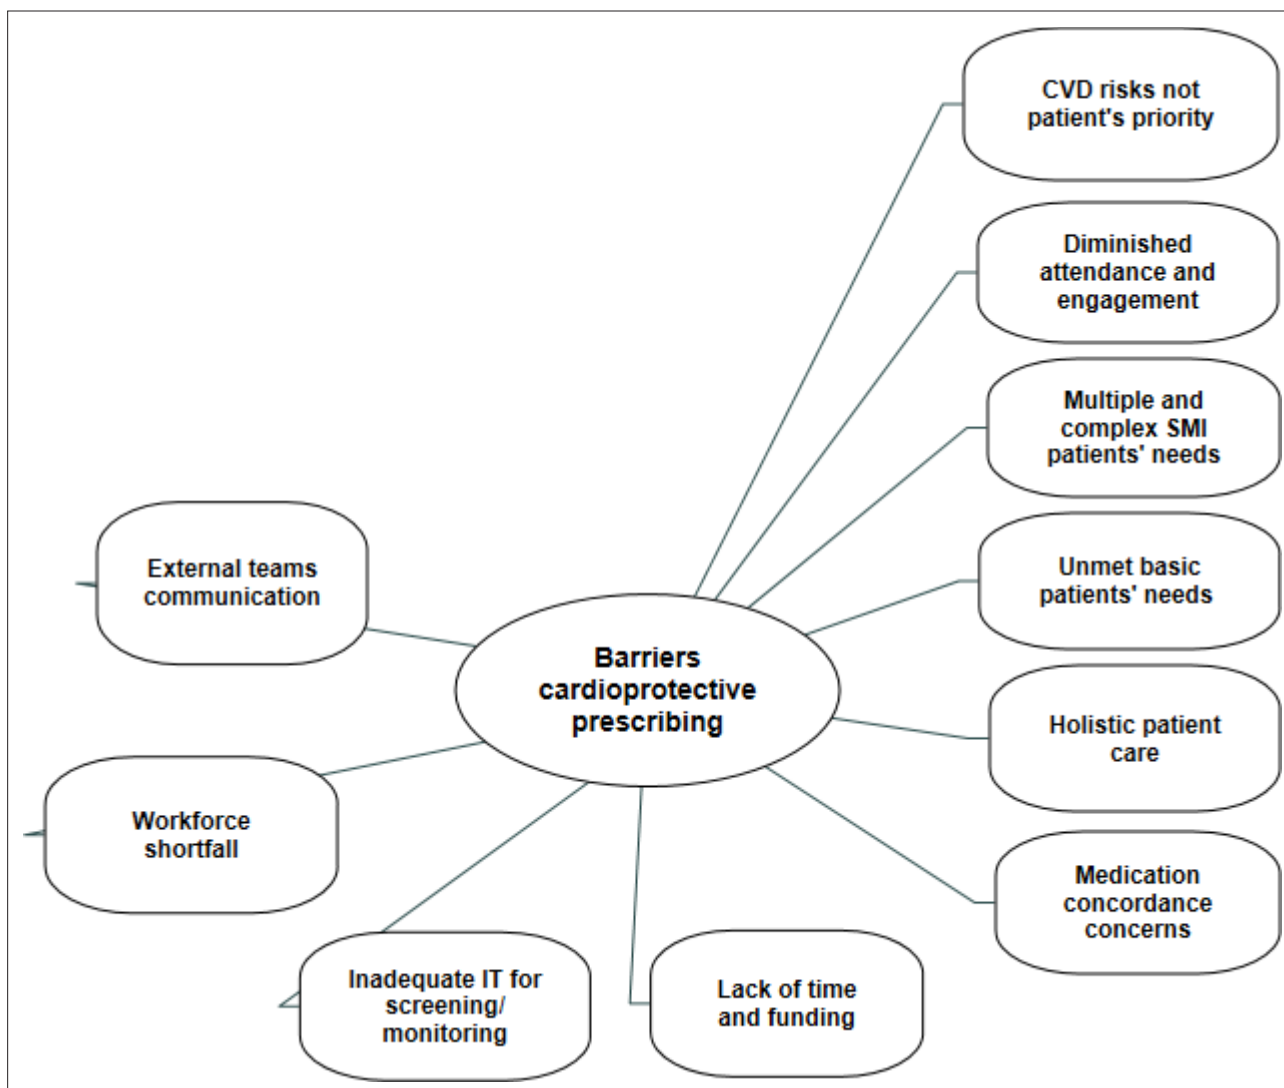 CVD risks not
patient's priority
Diminished
attendance and
engagement
Multiple and
complex SMI
patients' needs
Unmet basic
patients' needs
Holistic patient
care
Medication
concordance
concerns
Lack of time
and funding
Inadequate IT for
screening/
monitoring
Workforce
shortfall
External teams
communication
Barriers
cardioprotective
prescribing